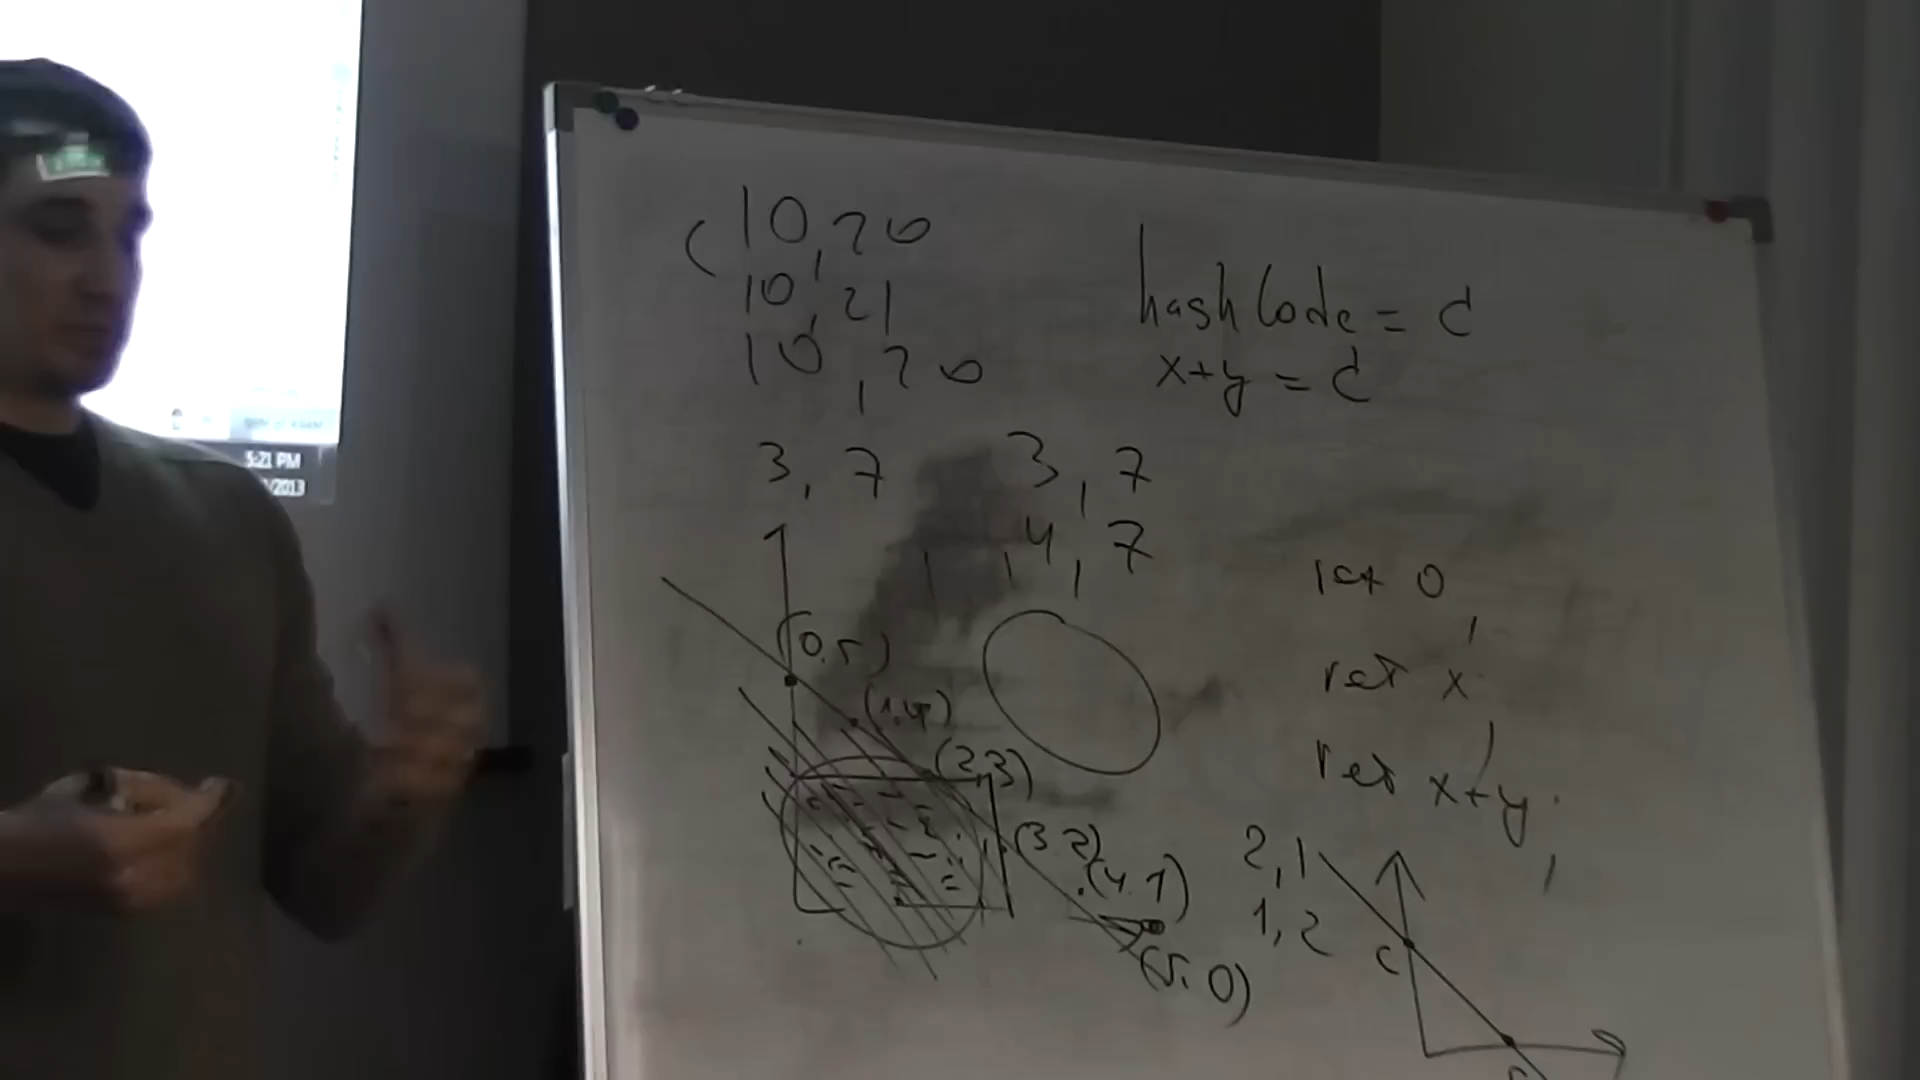 5:21 PM
/2013
(10,20
10,21
10,20
hashCode = C
x+y = C
3, 7
3, 7
4, 7
ret 0;
ret x;
ret x+y;
(0,5)
(1,4)
(2,3)
(3,2)
(4,1)
(5,0)
2,1
1,2
C
C